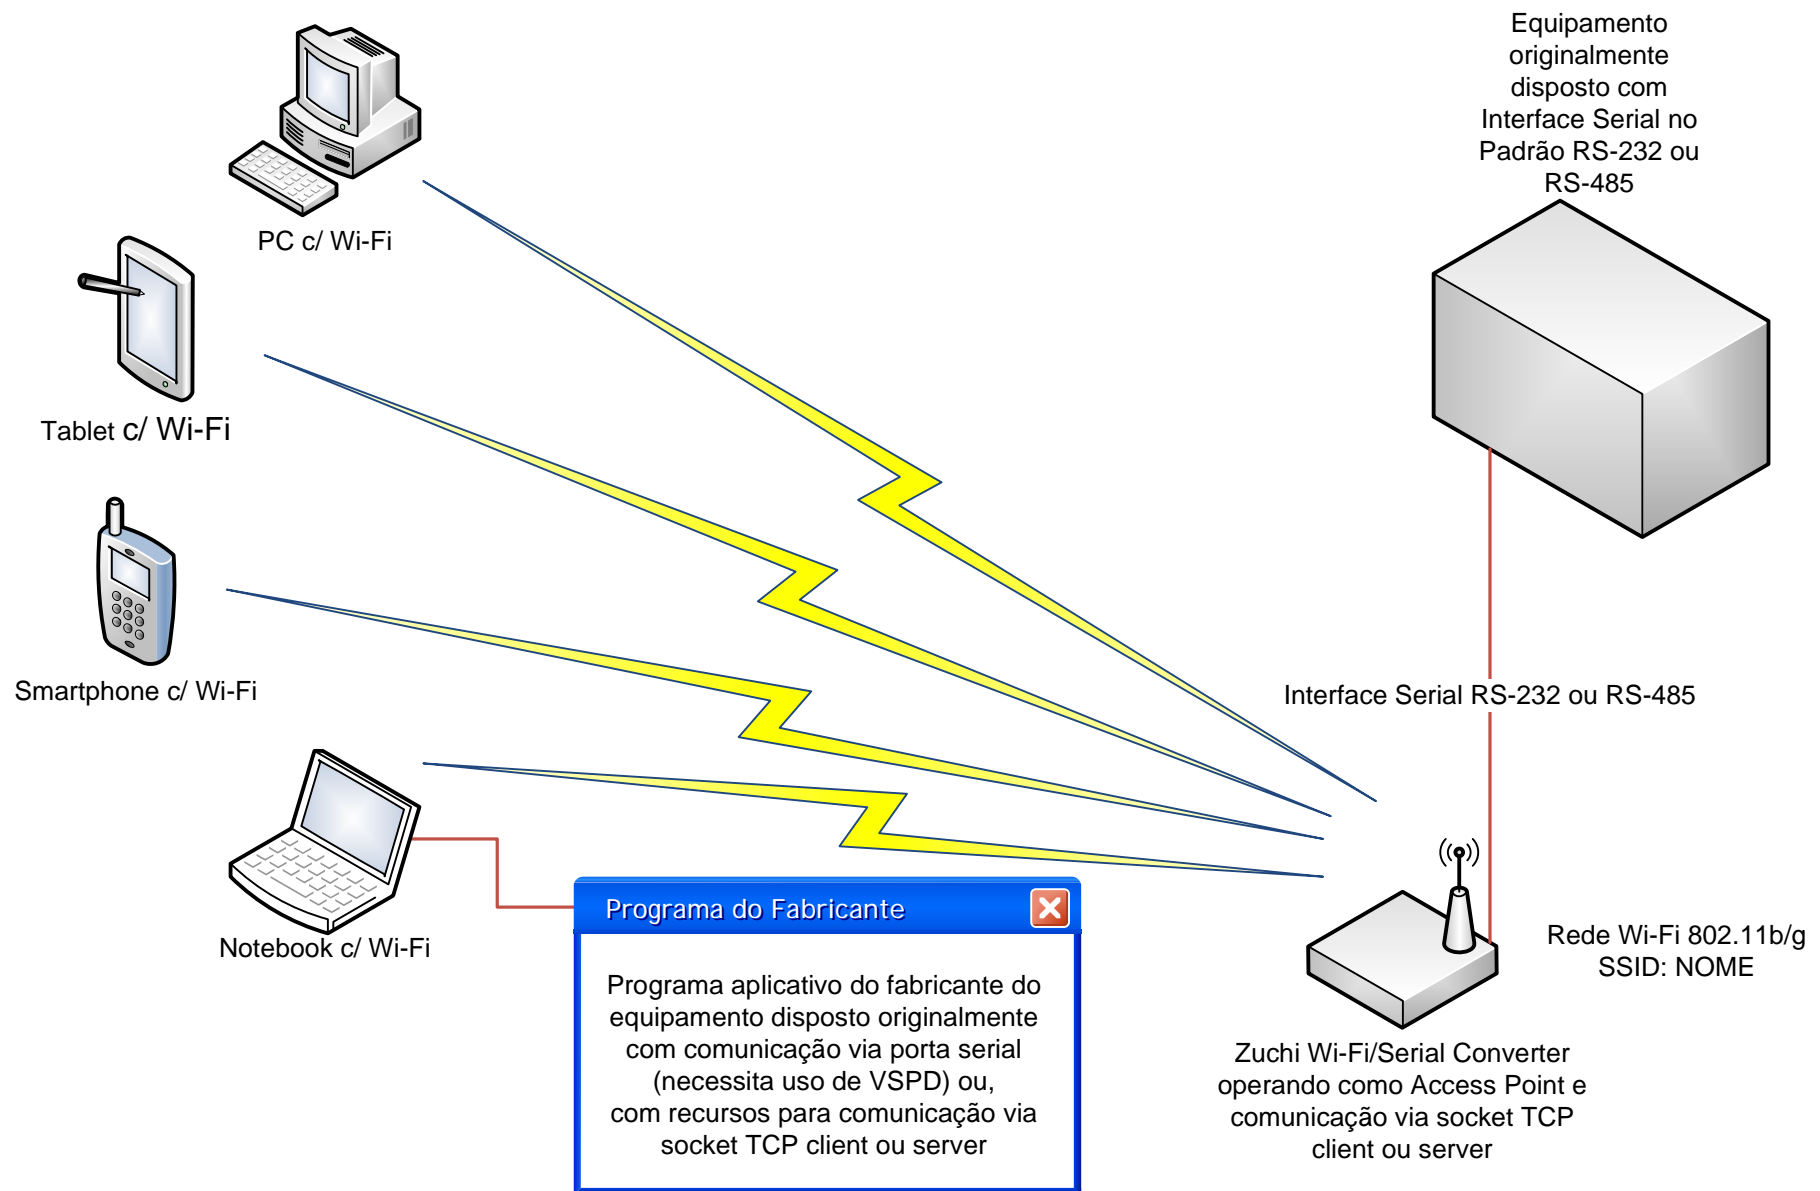 Equipamento
originalmente
disposto com
Interface Serial no
Padrão RS-232 ou
RS-485
PC c/ Wi-Fi
Tablet c/ Wi-Fi
Smartphone c/ Wi-Fi
Interface Serial RS-232 ou RS-485
Notebook c/ Wi-Fi
Programa do Fabricante
Programa aplicativo do fabricante do
equipamento disposto originalmente
com comunicação via porta serial
(necessita uso de VSPD) ou,
com recursos para comunicação via
socket TCP client ou server
Rede Wi-Fi 802.11b/g
SSID: NOME
Zuchi Wi-Fi/Serial Converter
operando como Access Point e
comunicação via socket TCP
client ou server